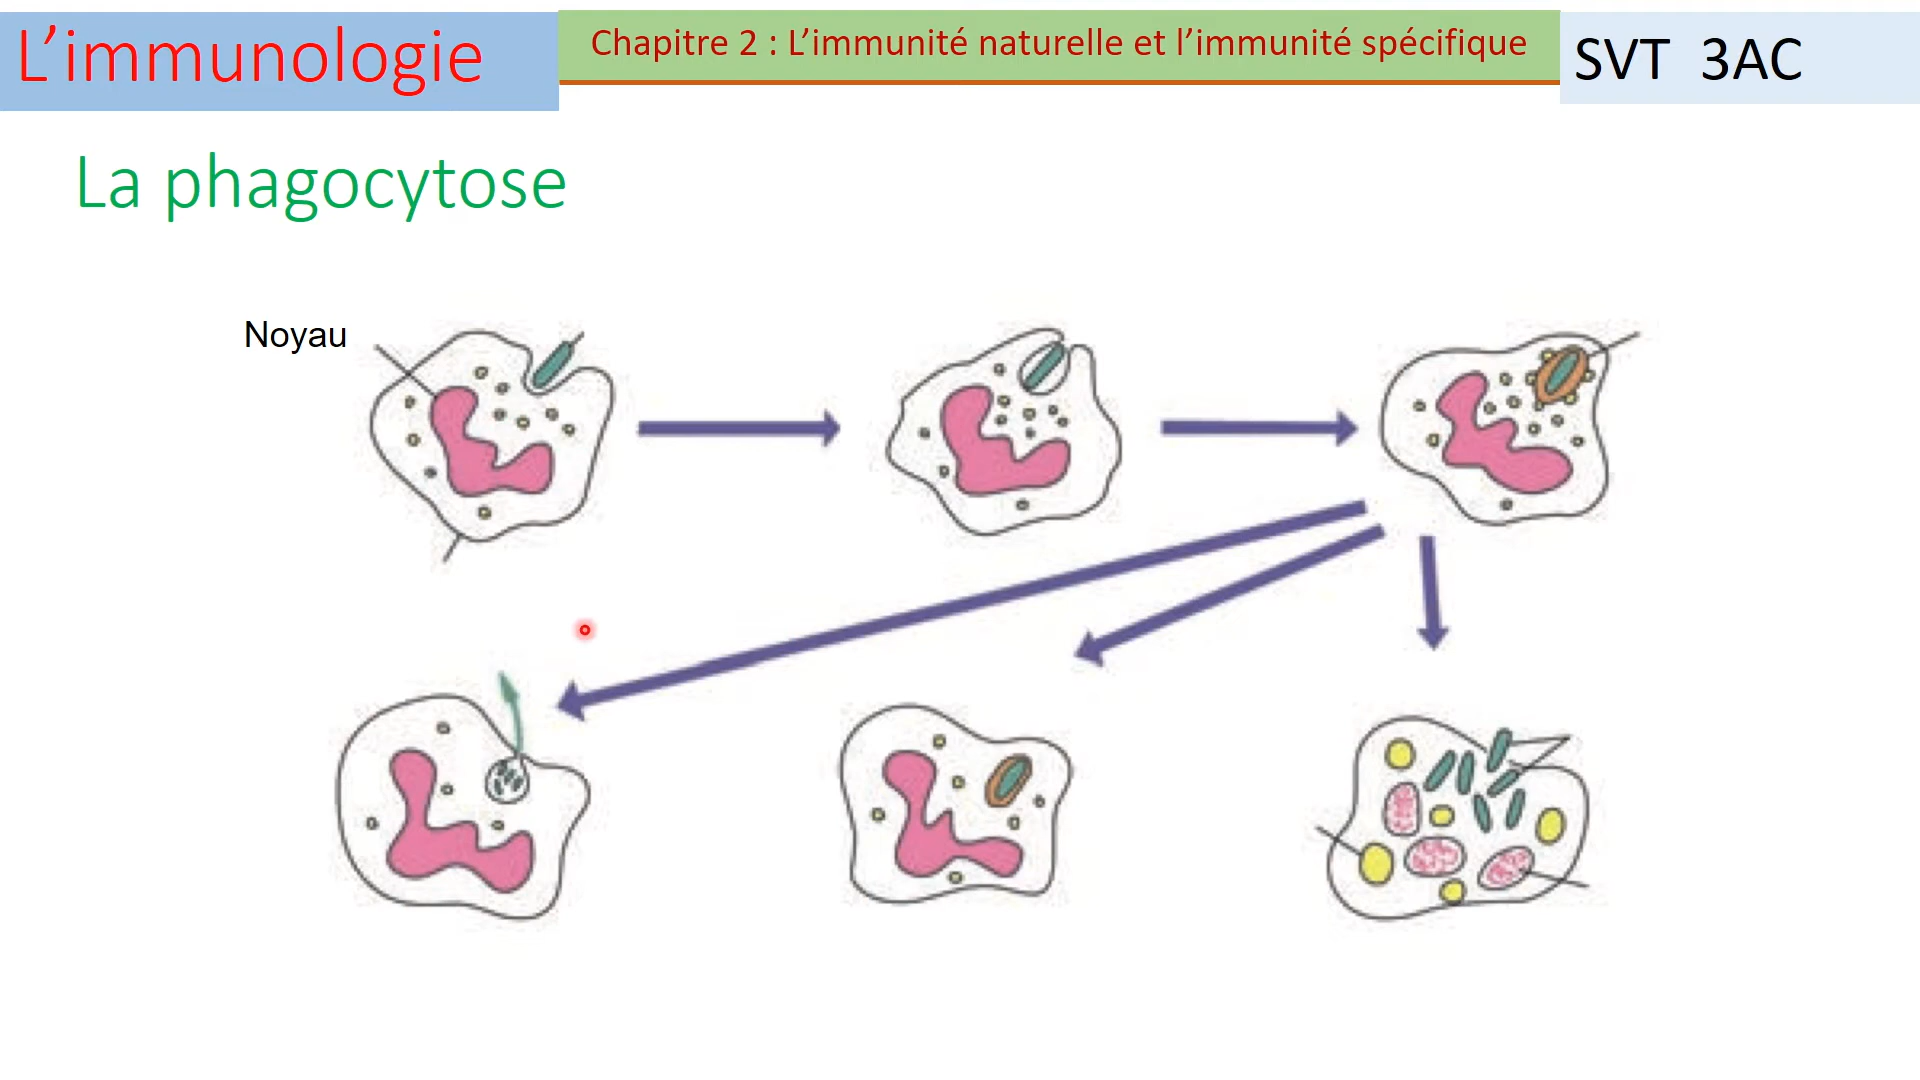 L’immunologie
Chapitre 2 : L’immunité naturelle et l’immunité spécifique
SVT 3AC
La phagocytose
Noyau